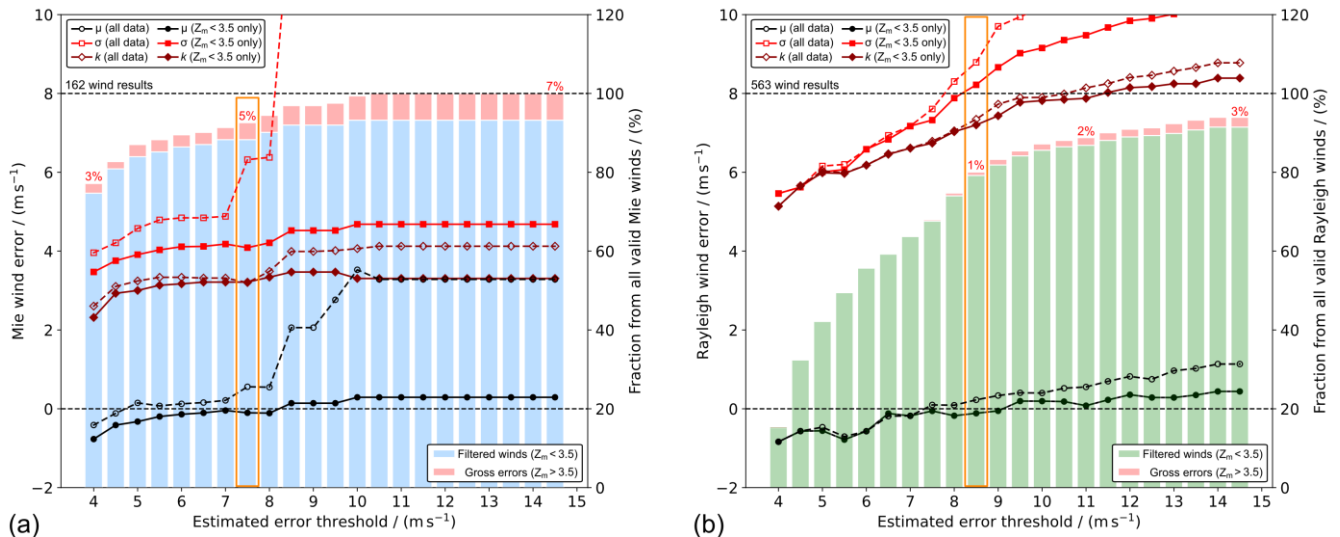 μ (all data)
σ (all data)
k (all data)
μ (Zm < 3.5 only)
σ (Zm < 3.5 only)
k (Zm < 3.5 only)
162 wind results
3%
5%
7%
Mie wind error / (m s⁻¹)
10
8
6
4
2
0
−2
Fraction from all valid Mie winds / (%)
120
100
80
60
40
20
0
Filtered winds (Zm < 3.5)
Gross errors (Zm > 3.5)
4 5 6 7 8 9 10 11 12 13 14 15
Estimated error threshold / (m s⁻¹)
(a)
μ (all data)
σ (all data)
k (all data)
μ (Zm < 3.5 only)
σ (Zm < 3.5 only)
k (Zm < 3.5 only)
563 wind results
1%
2%
3%
Rayleigh wind error / (m s⁻¹)
10
8
6
4
2
0
−2
Fraction from all valid Rayleigh winds / (%)
120
100
80
60
40
20
0
Filtered winds (Zm < 3.5)
Gross errors (Zm > 3.5)
4 5 6 7 8 9 10 11 12 13 14 15
Estimated error threshold / (m s⁻¹)
(b)